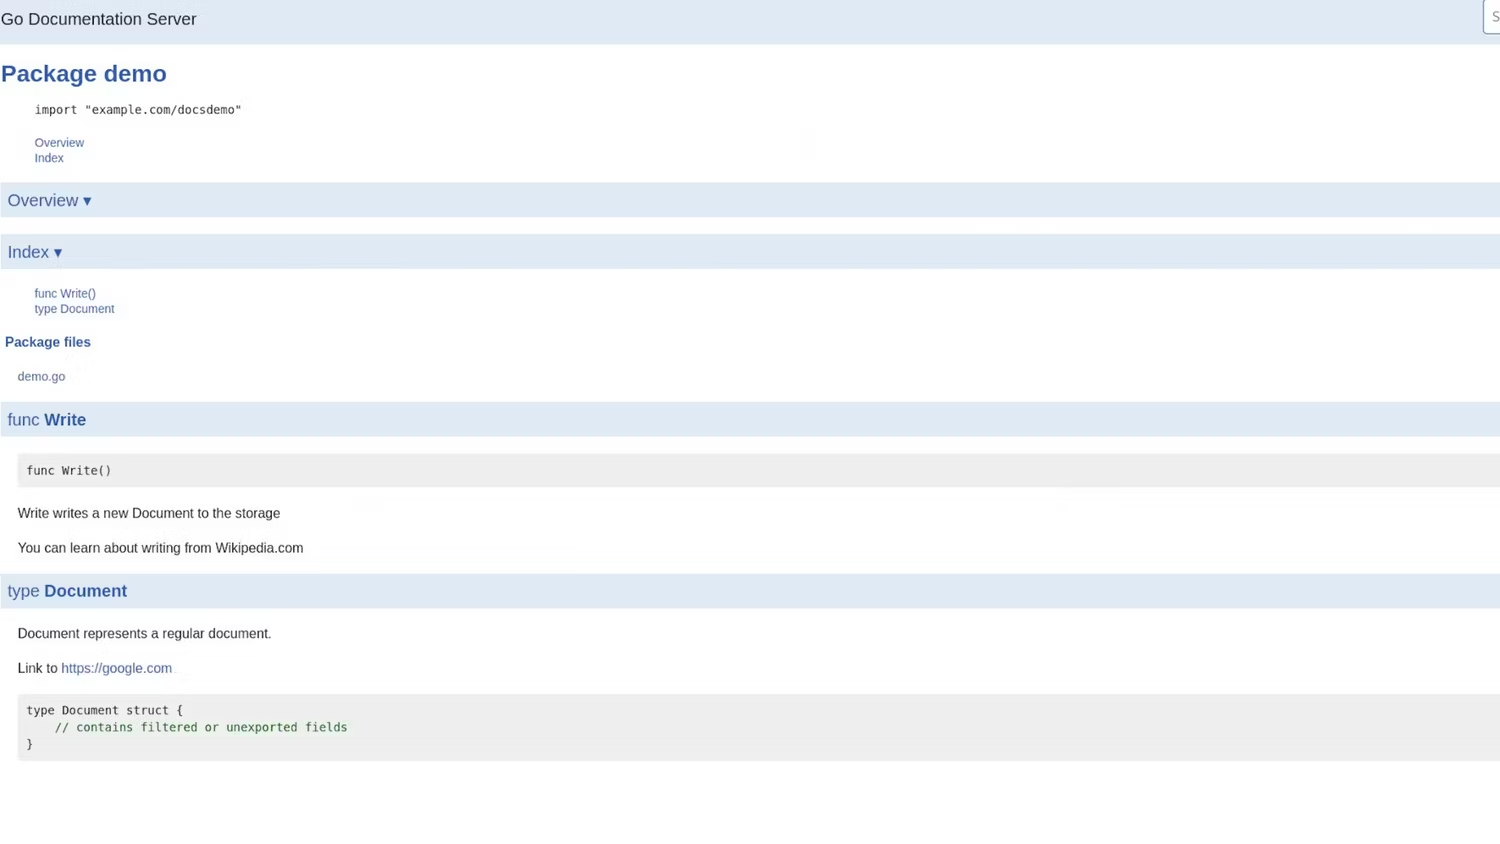 Go Documentation Server
S
Package demo
import "example.com/docsdemo"
Overview
Index
Overview ▾
Index ▾
func Write()
type Document
Package files
demo.go
func Write
func Write()
Write writes a new Document to the storage
You can learn about writing from Wikipedia.com
type Document
Document represents a regular document.
Link to https://google.com
type Document struct {
    // contains filtered or unexported fields
}